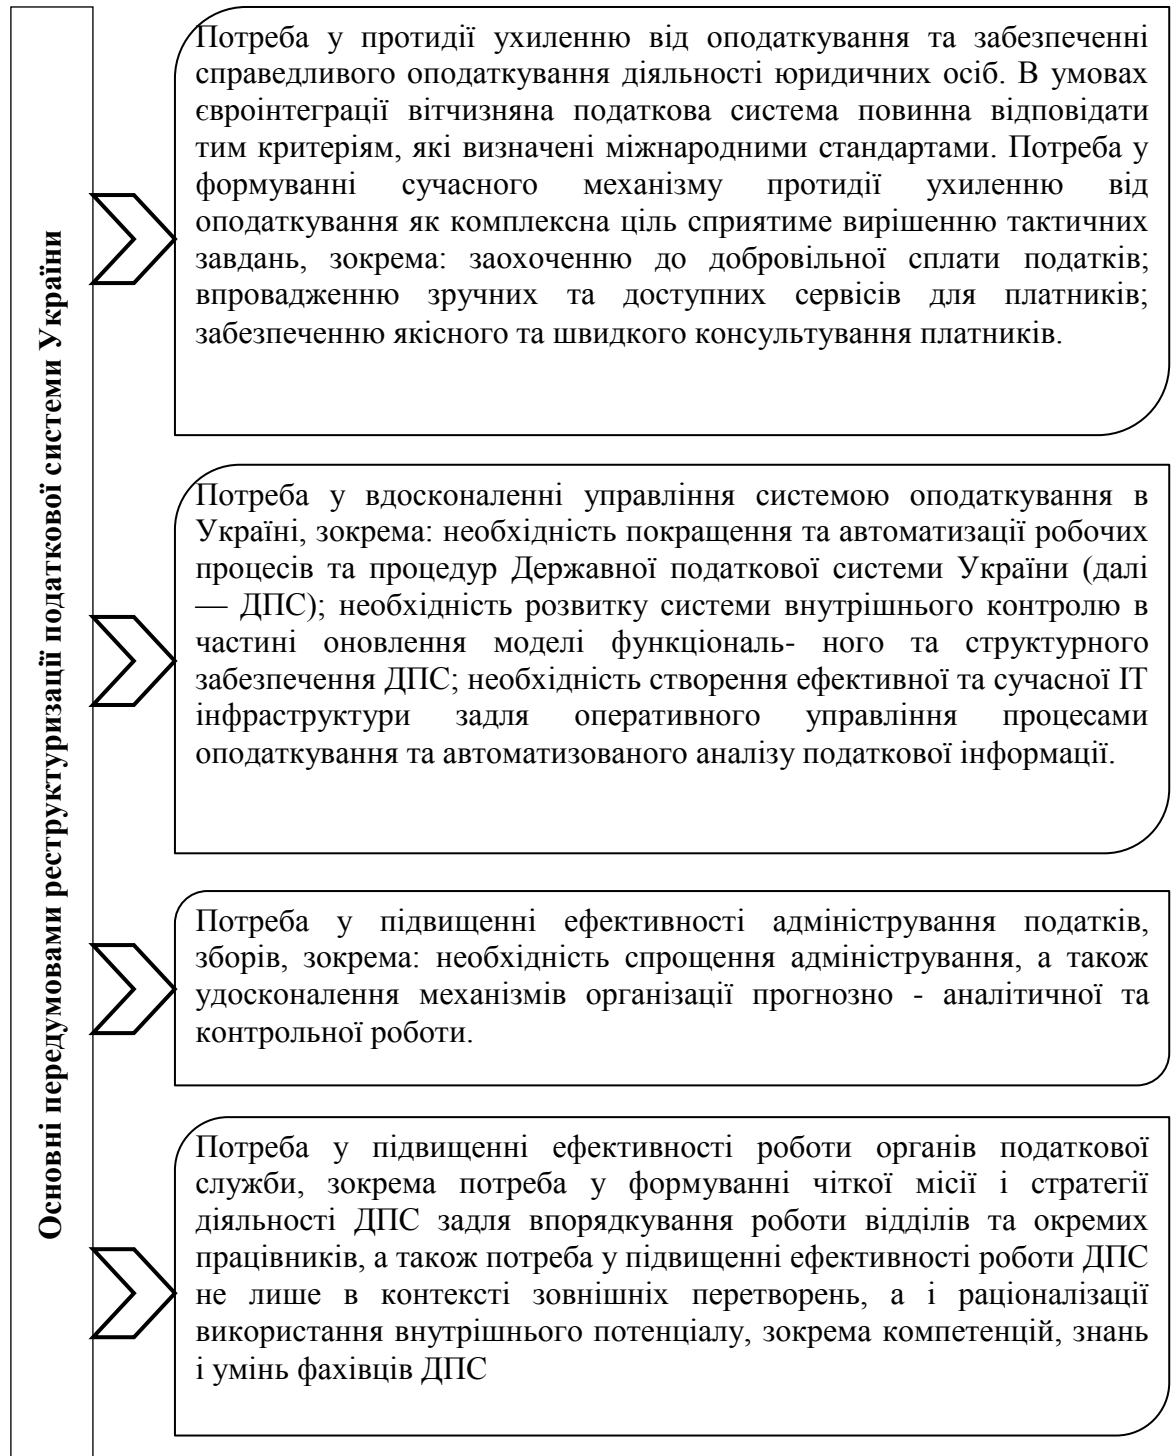 Основні передумовами реструктуризації податкової системи України
Потреба у протидії ухиленню від оподаткування та забезпеченні
справедливого оподаткування діяльності юридичних осіб. В умовах
євроінтеграції вітчизняна податкова система повинна відповідати
тим критеріям, які визначені міжнародними стандартами. Потреба у
формуванні сучасного механізму протидії ухиленню від
оподаткування як комплексна ціль сприятиме вирішенню тактичних
завдань, зокрема: заохоченню до добровільної сплати податків;
впровадженню зручних та доступних сервісів для платників;
забезпеченню якісного та швидкого консультування платників.
Потреба у вдосконаленні управління системою оподаткування в
Україні, зокрема: необхідність покращення та автоматизації робочих
процесів та процедур Державної податкової системи України (далі
— ДПС); необхідність розвитку системи внутрішнього контролю в
частині оновлення моделі функціональ- ного та структурного
забезпечення ДПС; необхідність створення ефективної та сучасної ІТ
інфраструктури задля оперативного управління процесами
оподаткування та автоматизованого аналізу податкової інформації.
Потреба у підвищенні ефективності адміністрування податків,
зборів, зокрема: необхідність спрощення адміністрування, а також
удосконалення механізмів організації прогнозно - аналітичної та
контрольної роботи.
Потреба у підвищенні ефективності роботи органів податкової
служби, зокрема потреба у формуванні чіткої місії і стратегії
діяльності ДПС задля впорядкування роботи відділів та окремих
працівників, а також потреба у підвищенні ефективності роботи ДПС
не лише в контексті зовнішніх перетворень, а і раціоналізації
використання внутрішнього потенціалу, зокрема компетенцій, знань
і умінь фахівців ДПС